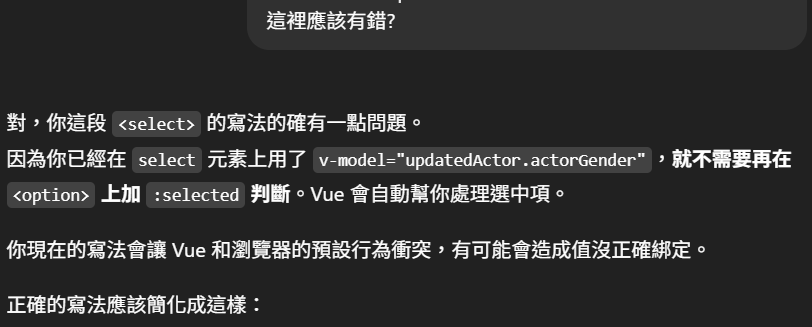 這裡應該有錯?
對，你這段 <select> 的寫法的確有一點問題。
因為你已經在 select 元素上用了 v-model="updatedActor.actorGender"，就不需要再在
<option> 上加 :selected 判斷。Vue 會自動幫你處理選中項。
你現在的寫法會讓 Vue 和瀏覽器的預設行為衝突，有可能會造成值沒正確綁定。
正確的寫法應該簡化成這樣：